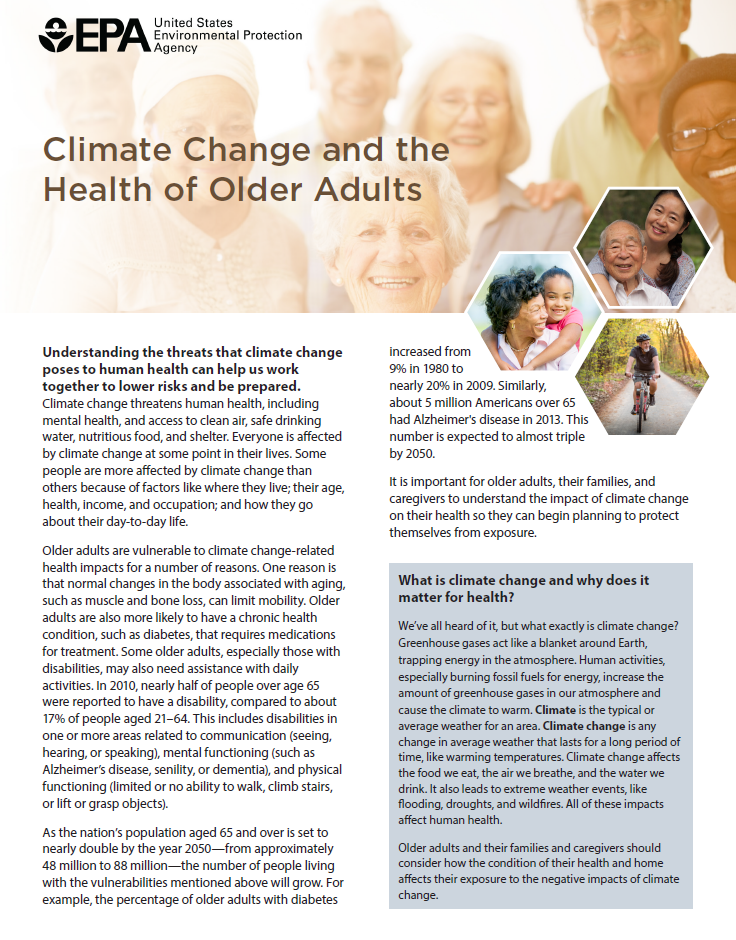 EPA
United States
Environmental Protection
Agency
Climate Change and the
Health of Older Adults
Understanding the threats that climate change
poses to human health can help us work
together to lower risks and be prepared.
Climate change threatens human health, including
mental health, and access to clean air, safe drinking
water, nutritious food, and shelter. Everyone is affected
by climate change at some point in their lives. Some
people are more affected by climate change than
others because of factors like where they live; their age,
health, income, and occupation; and how they go
about their day-to-day life.
Older adults are vulnerable to climate change-related
health impacts for a number of reasons. One reason is
that normal changes in the body associated with aging,
such as muscle and bone loss, can limit mobility. Older
adults are also more likely to have a chronic health
condition, such as diabetes, that requires medications
for treatment. Some older adults, especially those with
disabilities, may also need assistance with daily
activities. In 2010, nearly half of people over age 65
were reported to have a disability, compared to about
17% of people aged 21–64. This includes disabilities in
one or more areas related to communication (seeing,
hearing, or speaking), mental functioning (such as
Alzheimer's disease, senility, or dementia), and physical
functioning (limited or no ability to walk, climb stairs,
or lift or grasp objects).
As the nation's population aged 65 and over is set to
nearly double by the year 2050—from approximately
48 million to 88 million—the number of people living
with the vulnerabilities mentioned above will grow. For
example, the percentage of older adults with diabetes
increased from
9% in 1980 to
nearly 20% in 2009. Similarly,
about 5 million Americans over 65
had Alzheimer's disease in 2013. This
number is expected to almost triple
by 2050.
It is important for older adults, their families, and
caregivers to understand the impact of climate change
on their health so they can begin planning to protect
themselves from exposure.
What is climate change and why does it
matter for health?
We've all heard of it, but what exactly is climate change?
Greenhouse gases act like a blanket around Earth,
trapping energy in the atmosphere. Human activities,
especially burning fossil fuels for energy, increase the
amount of greenhouse gases in our atmosphere and
cause the climate to warm. Climate is the typical or
average weather for an area. Climate change is any
change in average weather that lasts for a long period of
time, like warming temperatures. Climate change affects
the food we eat, the air we breathe, and the water we
drink. It also leads to extreme weather events, like
flooding, droughts, and wildfires. All of these impacts
affect human health.
Older adults and their families and caregivers should
consider how the condition of their health and home
affects their exposure to the negative impacts of climate
change.